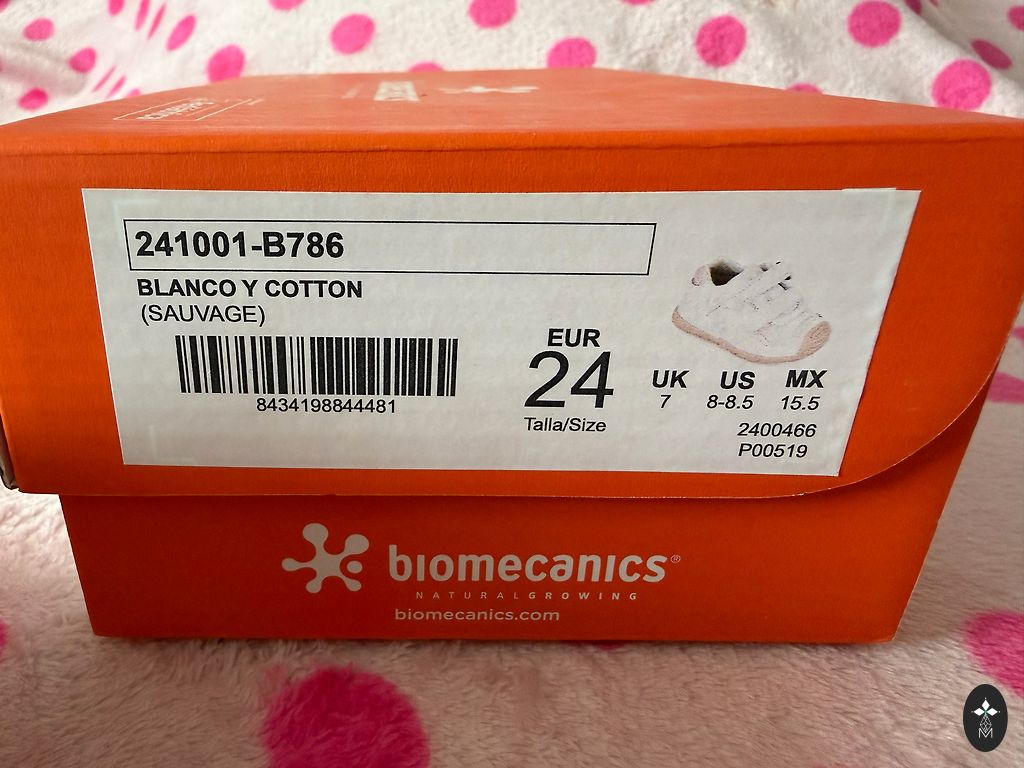 241001-B786
BLANCO Y COTTON
(SAUVAGE)
8434198844481
EUR
24
Talla/Size
UK US MX
7 8-8.5 15.5
2400466
P00519
biomecanics®
NATURALGROWING
biomecanics.com
M